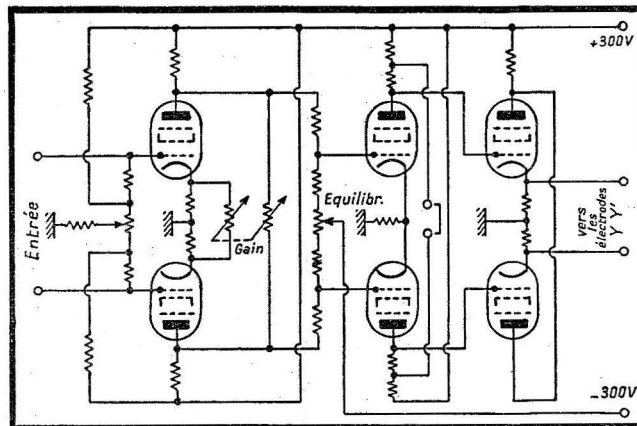 +300V
Entrée
Gain
Equilibr.
vers
les
électrodes
Y Y'
–300V